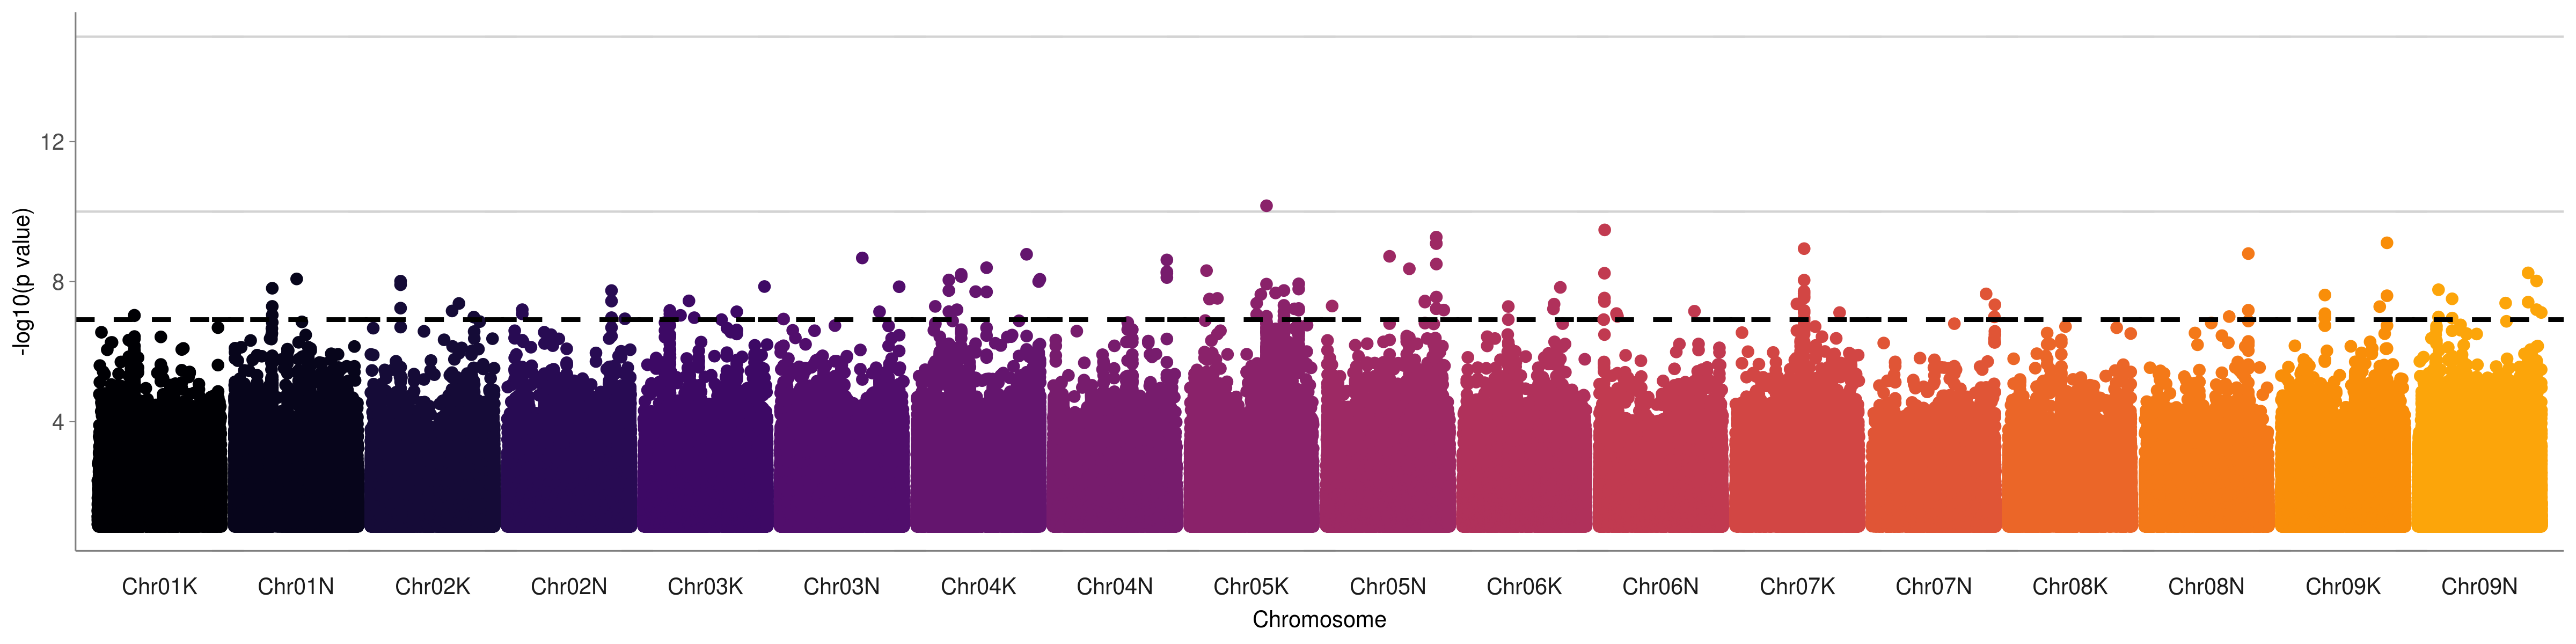 12
8
4
-log10(p value)
Chr01K Chr01N Chr02K Chr02N Chr03K Chr03N Chr04K Chr04N Chr05K Chr05N Chr06K Chr06N Chr07K Chr07N Chr08K Chr08N Chr09K Chr09N
Chromosome